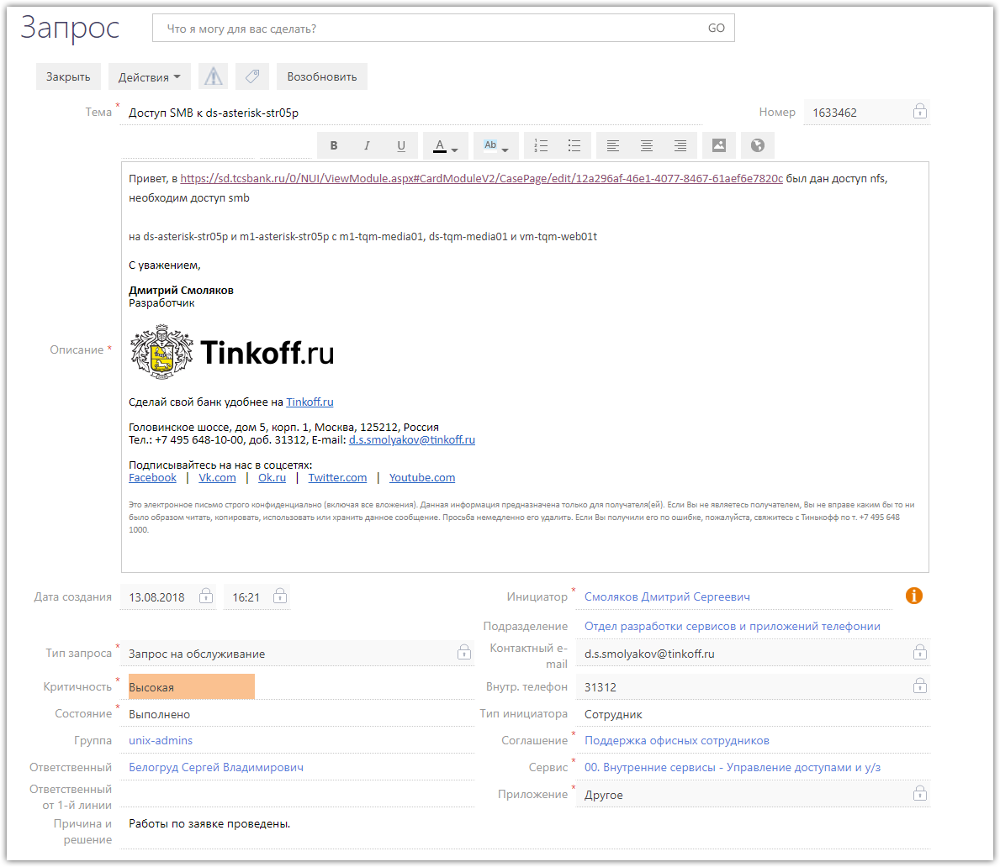 Запрос
Что я могу для вас сделать? GO
Закрыть Действия Возобновить
Тема * Доступ SMB к ds-asterisk-str05p Номер 1633462
B I U A Ab
Привет, в https://sd.tcsbank.ru/0/NUI/ViewModule.aspx#CardModuleV2/CasePage/edit/12a296af-46e1-4077-8467-61aef6e7820c был дан доступ nfs,
необходим доступ smb
на ds-asterisk-str05p и m1-asterisk-str05p с m1-tqm-media01, ds-tqm-media01 и vm-tqm-web01t
С уважением,
Дмитрий Смоляков
Разработчик
Описание *
Tinkoff.ru
Сделай свой банк удобнее на Tinkoff.ru
Головинское шоссе, дом 5, корп. 1, Москва, 125212, Россия
Тел.: +7 495 648-10-00, доб. 31312, E-mail: d.s.smolyakov@tinkoff.ru
Подписывайтесь на нас в соцсетях:
Facebook | Vk.com | Ok.ru | Twitter.com | Youtube.com
Это электронное письмо строго конфиденциально (включая все вложения). Данная информация предназначена только для получателя(ей). Если Вы не являетесь получателем, Вы не вправе каким бы то ни
было образом читать, копировать, использовать или хранить данное сообщение. Просьба немедленно его удалить. Если Вы получили его по ошибке, пожалуйста, свяжитесь с Тинькофф по т. +7 495 648
1000.
Дата создания 13.08.2018 16:21 Инициатор * Смоляков Дмитрий Сергеевич
Подразделение Отдел разработки сервисов и приложений телефонии
Тип запроса * Запрос на обслуживание Контактный e-
mail d.s.smolyakov@tinkoff.ru
Критичность * Высокая Внутр. телефон 31312
Состояние * Выполнено Тип инициатора Сотрудник
Группа unix-admins Соглашение * Поддержка офисных сотрудников
Ответственный Белогруд Сергей Владимирович Сервис * 00. Внутренние сервисы - Управление доступами и у/з
Ответственный
от 1-й линии Приложение * Другое
Причина и
решение Работы по заявке проведены.